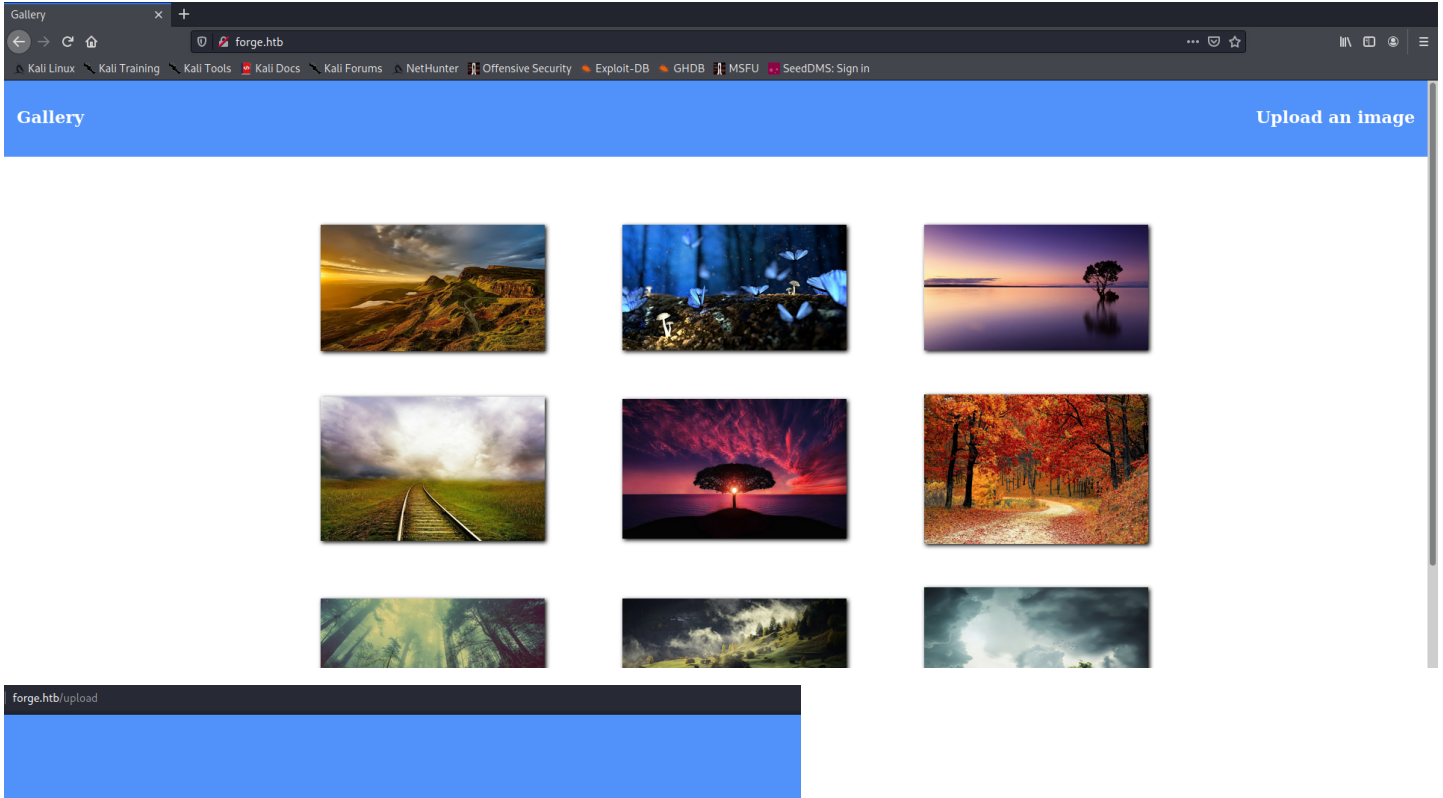 Gallery
forge.htb
Kali Linux Kali Training Kali Tools Kali Docs Kali Forums NetHunter Offensive Security Exploit-DB GHDB MSFU SeedDMS: Sign in
Gallery Upload an image
forge.htb/upload